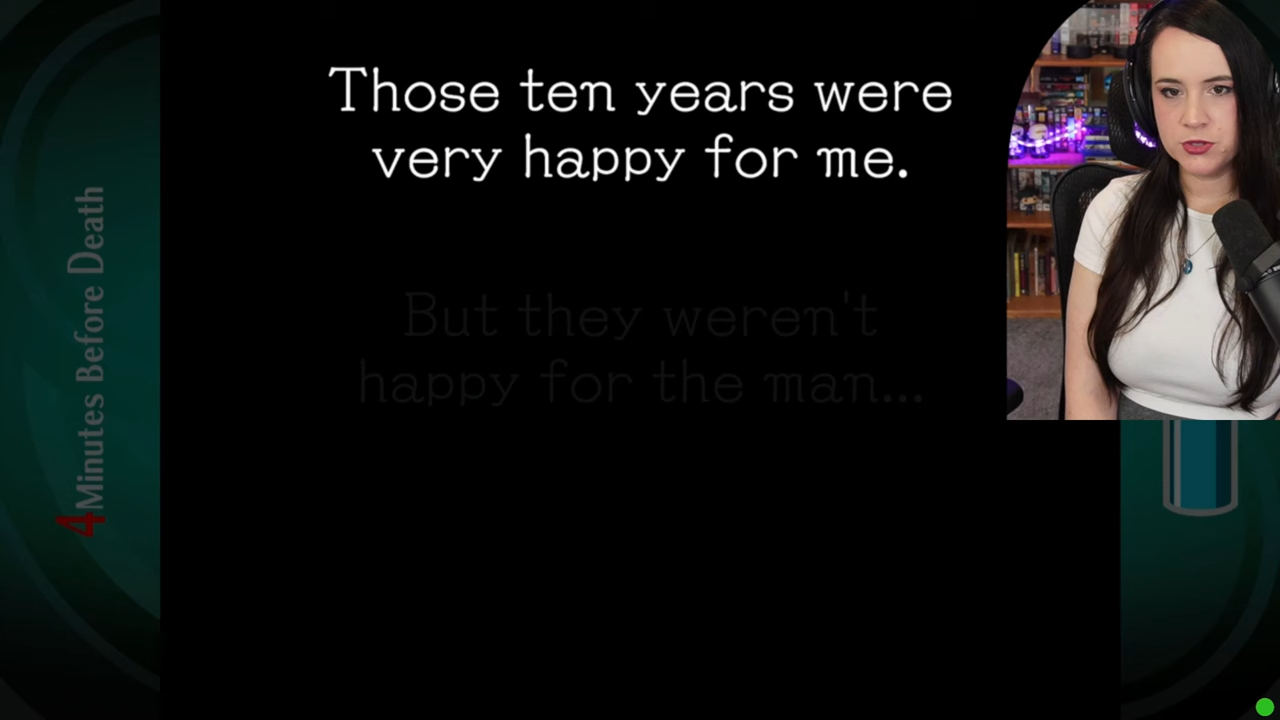 Those ten years were
very happy for me.
But they weren't
happy for the man...
4 Minutes Before Death